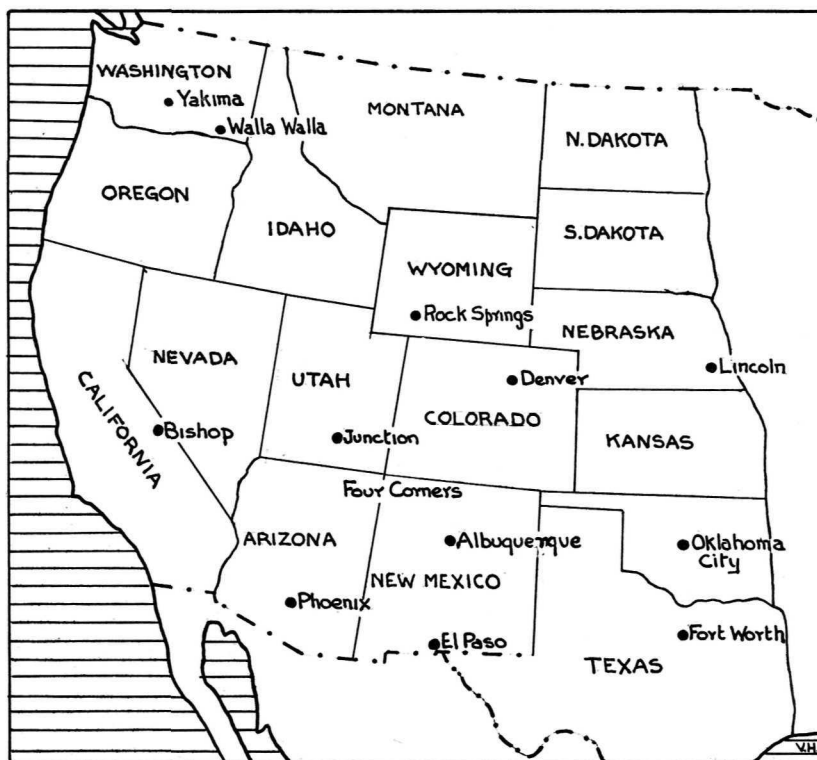 WASHINGTON
Yakima
Walla Walla
MONTANA
N. DAKOTA
OREGON
IDAHO
S. DAKOTA
WYOMING
Rock Springs
NEBRASKA
NEVADA
UTAH
Denver
Lincoln
CALIFORNIA
Bishop
Junction
COLORADO
KANSAS
Four Corners
ARIZONA
Albuquerque
Oklahoma
City
NEW MEXICO
Phoenix
El Paso
Fort Worth
TEXAS
V.H.